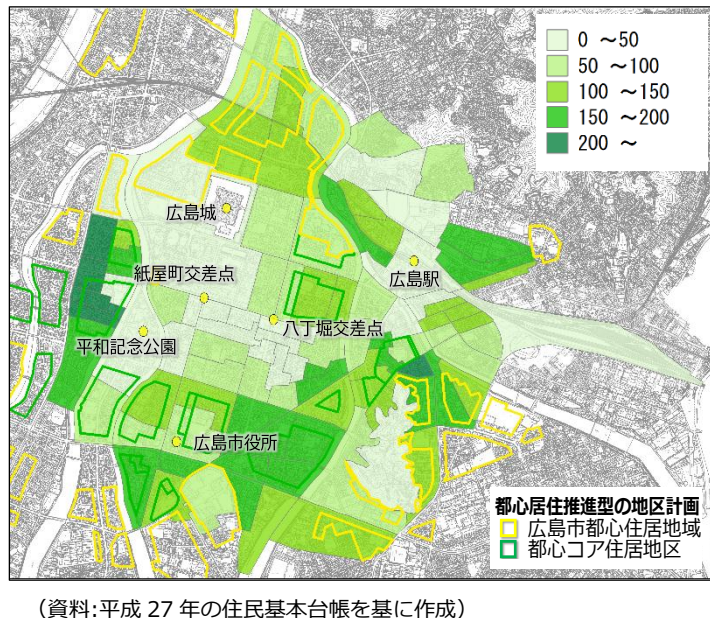 0 ～50
50 ～100
100 ～150
150 ～200
200 ～
広島城
紙屋町交差点
広島駅
八丁堀交差点
平和記念公園
広島市役所
都心居住推進型の地区計画
広島市都心住居地域
都心コア住居地区
（資料:平成 27 年の住民基本台帳を基に作成）